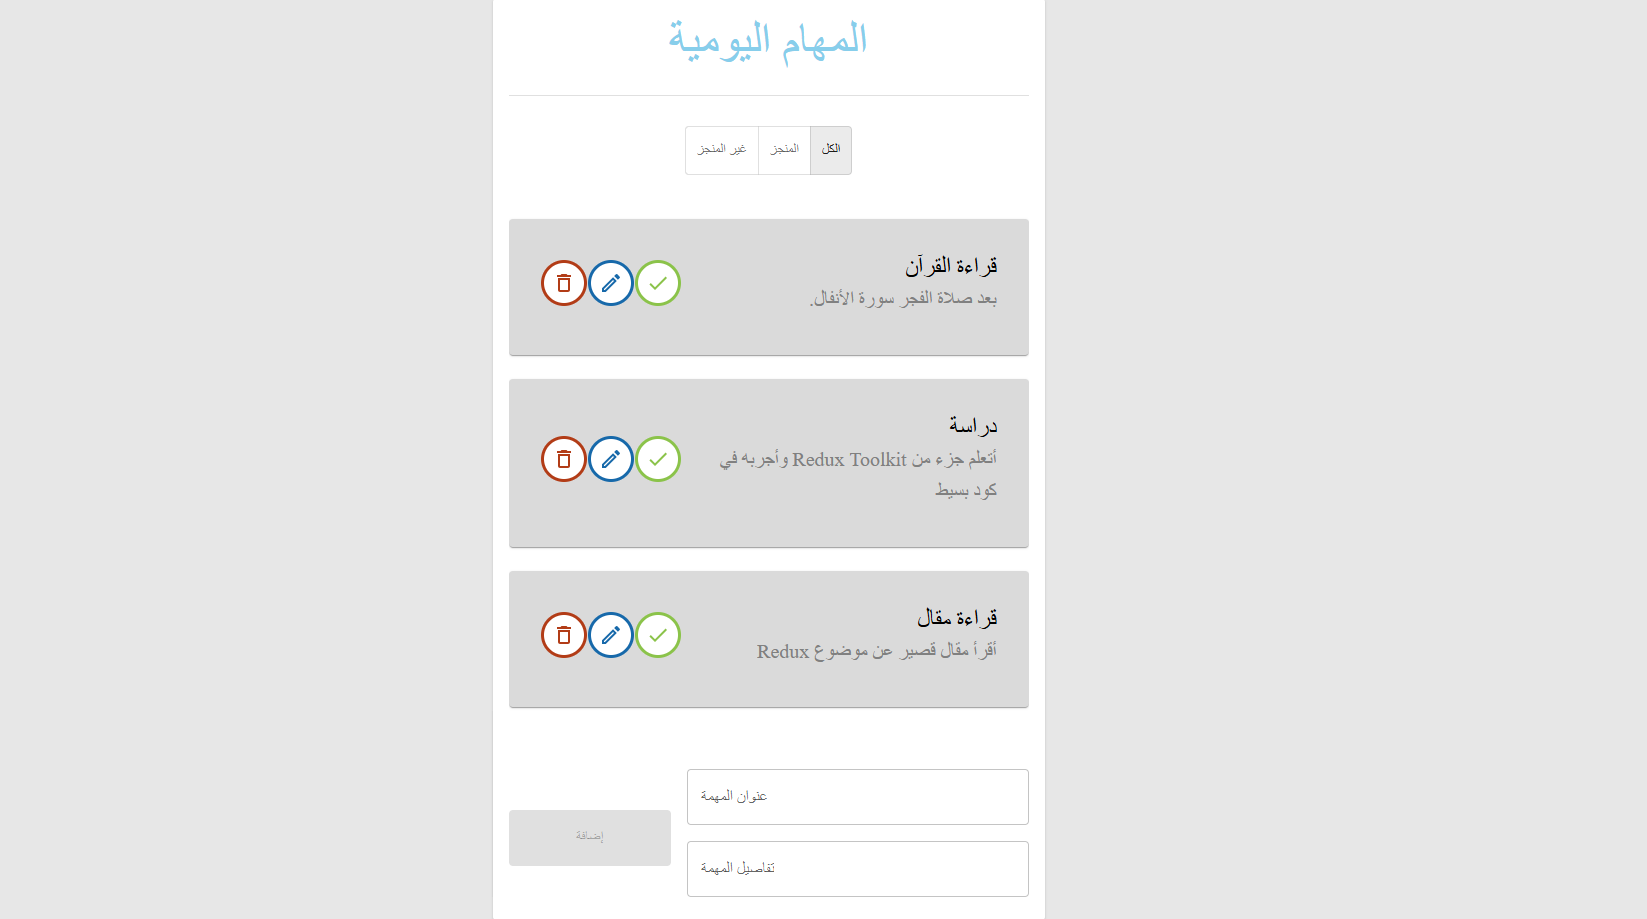 المهام اليومية
الكل
المنجز
غير المنجز
قراءة القرآن
بعد صلاة الفجر سورة الأنفال.
دراسة
أتعلم جزء من Redux Toolkit وأجربه في
كود بسيط
قراءة مقال
أقرأ مقال قصير عن موضوع Redux
عنوان المهمة
إضافة
تفاصيل المهمة